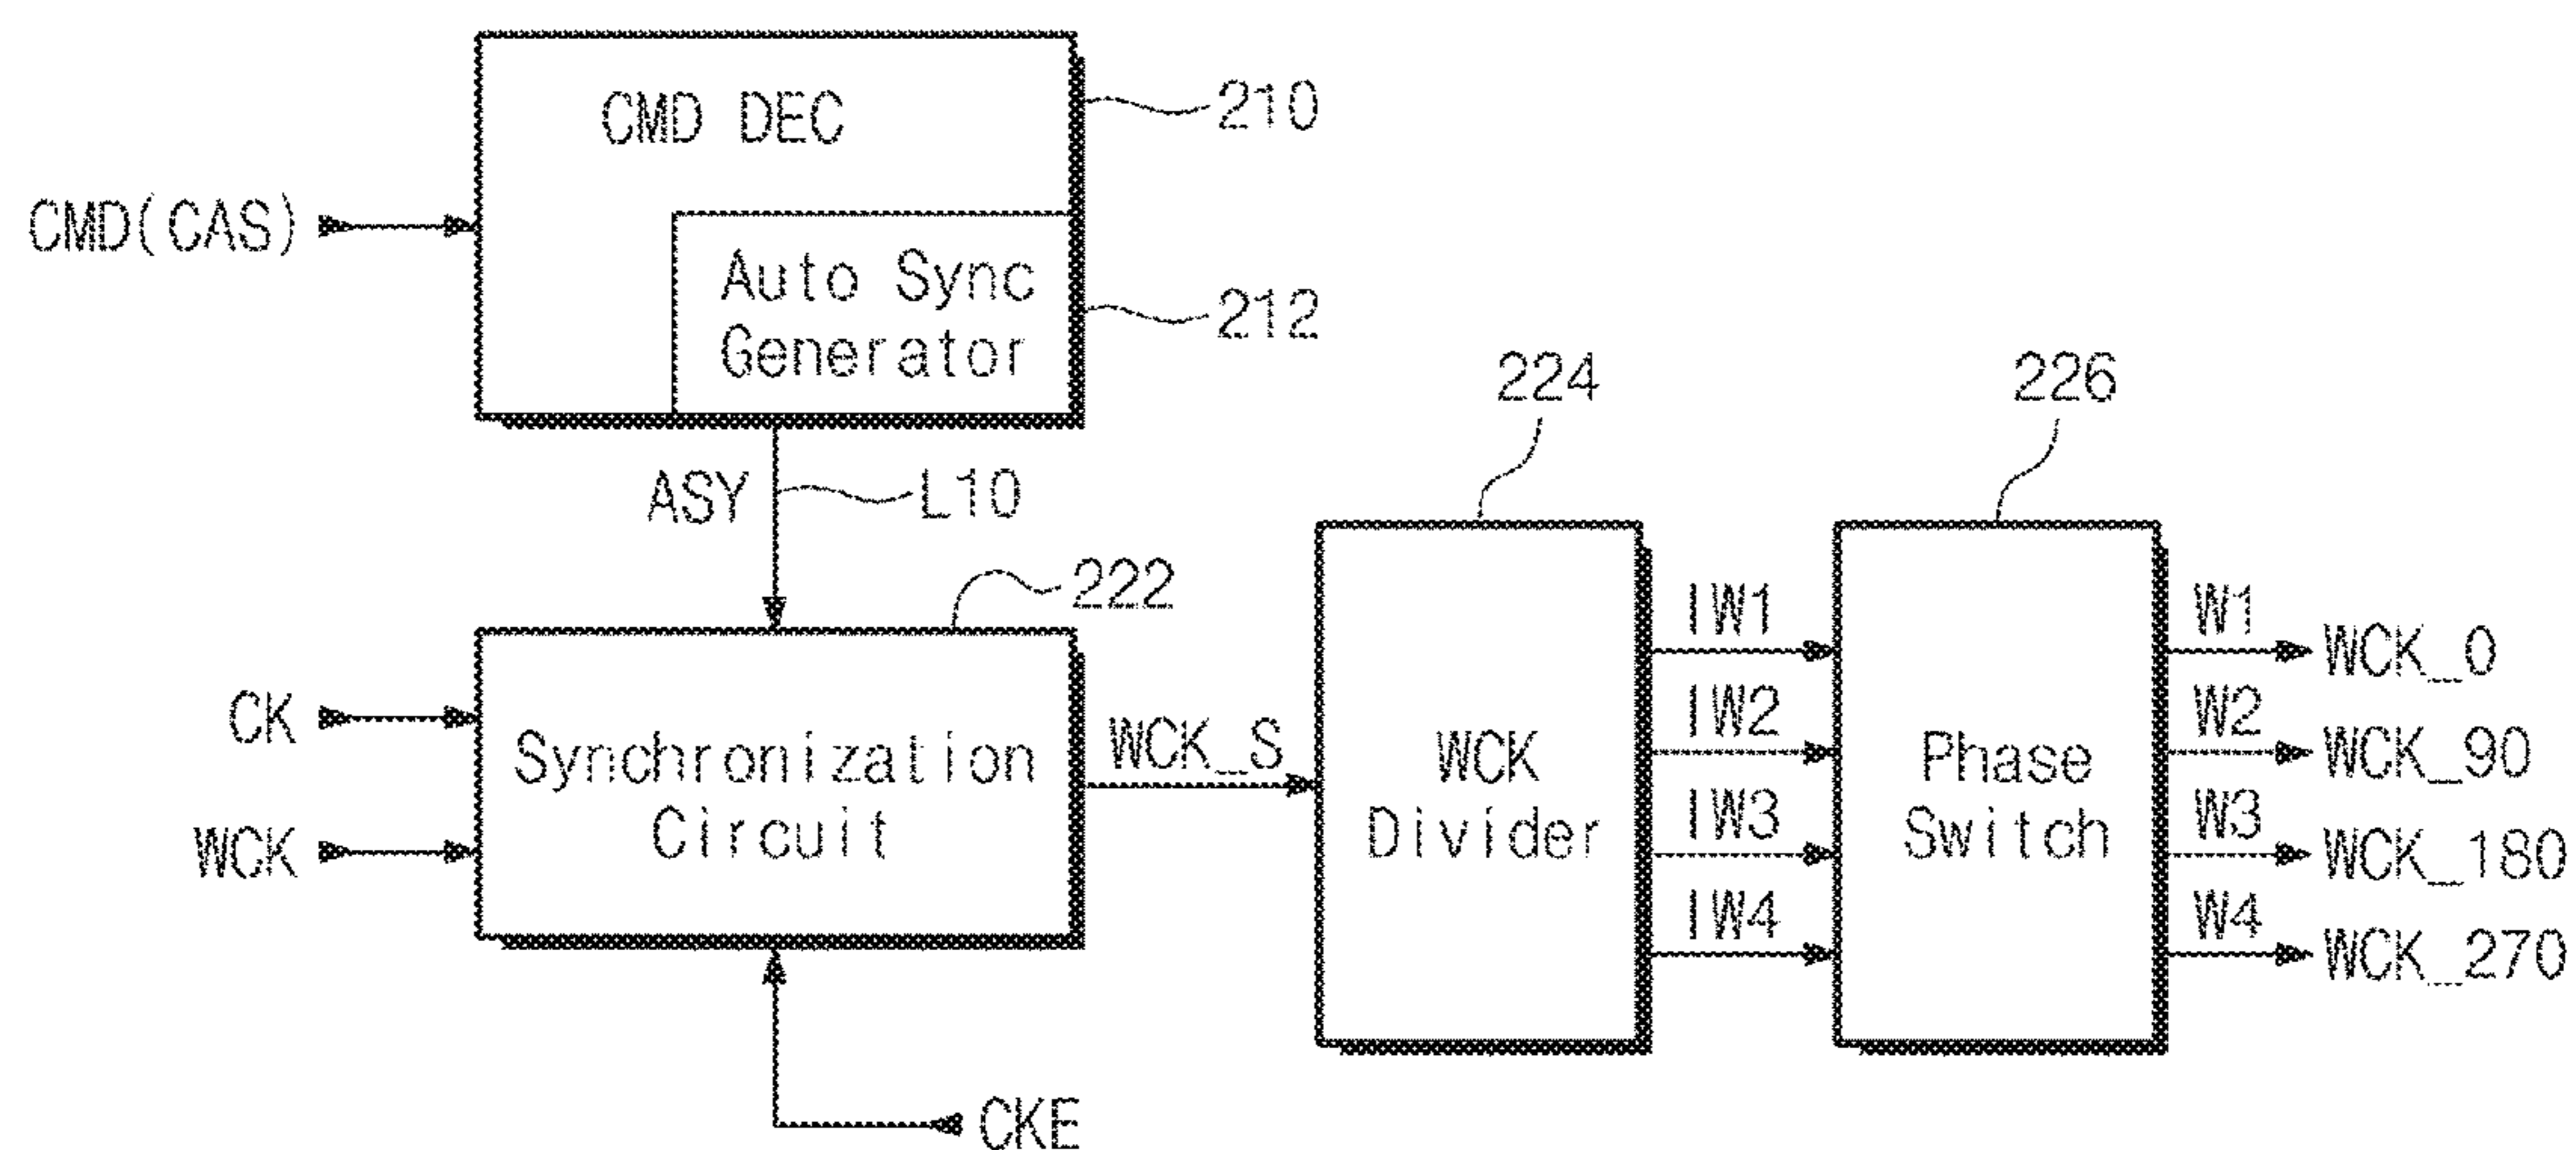 CMD DEC
210
CMD(CAS)
Auto Sync
Generator
212
224
226
ASY
L10
222
IW1
W1
WCK_0
CK
WCK_S
IW2
W2
WCK_90
Synchronization
Circuit
WCK
Divider
Phase
Switch
WCK
IW3
W3
WCK_180
IW4
W4
WCK_270
CKE